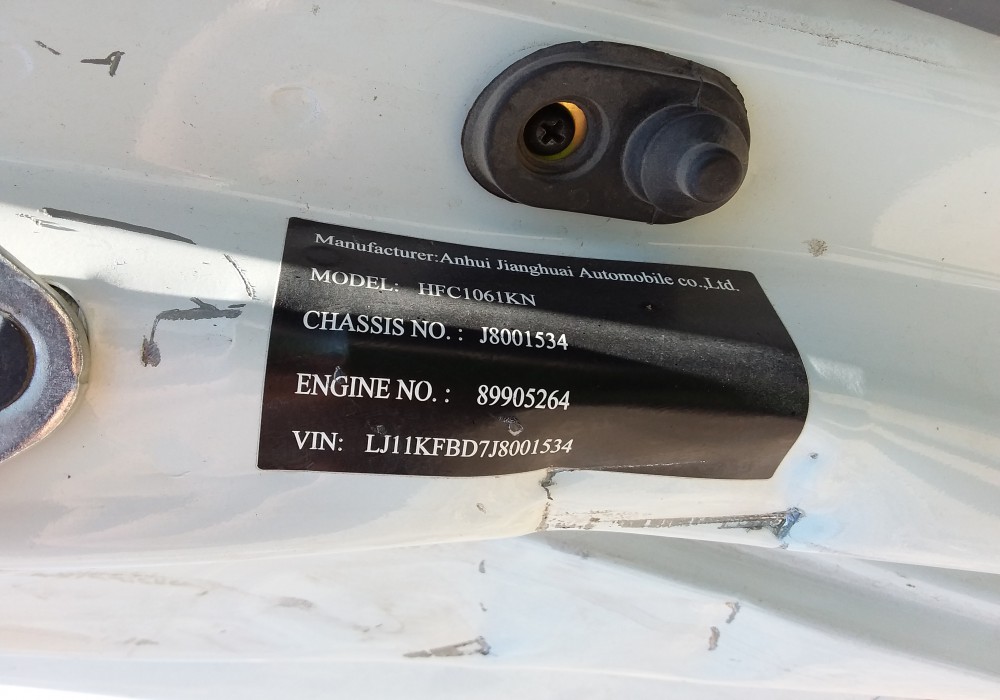 Manufacturer:Anhui Jianghuai Automobile co.,Ltd.
MODEL: HFC1061KN
CHASSIS NO. : J8001534
ENGINE NO. : 89905264
VIN: LJ11KFBD7J8001534